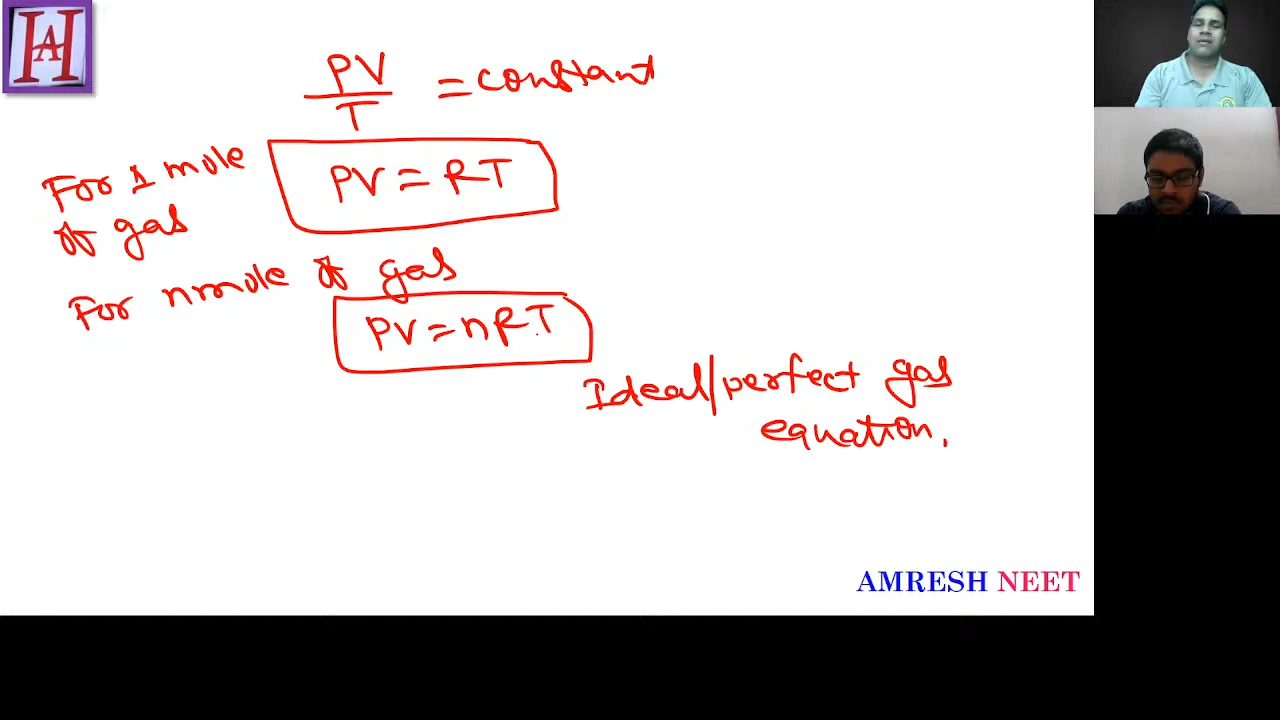 HA
PV
T
= constant
For 1 mole
of gas
PV = RT
For n mole of gas
PV = nRT
Ideal/perfect gas
equation.
AMRESH NEET